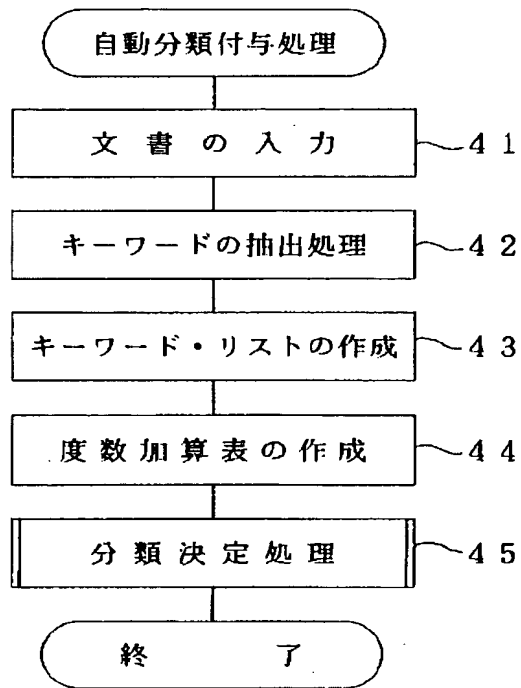 自動分類付与処理
文書の入力 41
キーワードの抽出処理 42
キーワード・リストの作成 43
度数加算表の作成 44
分類決定処理 45
終了